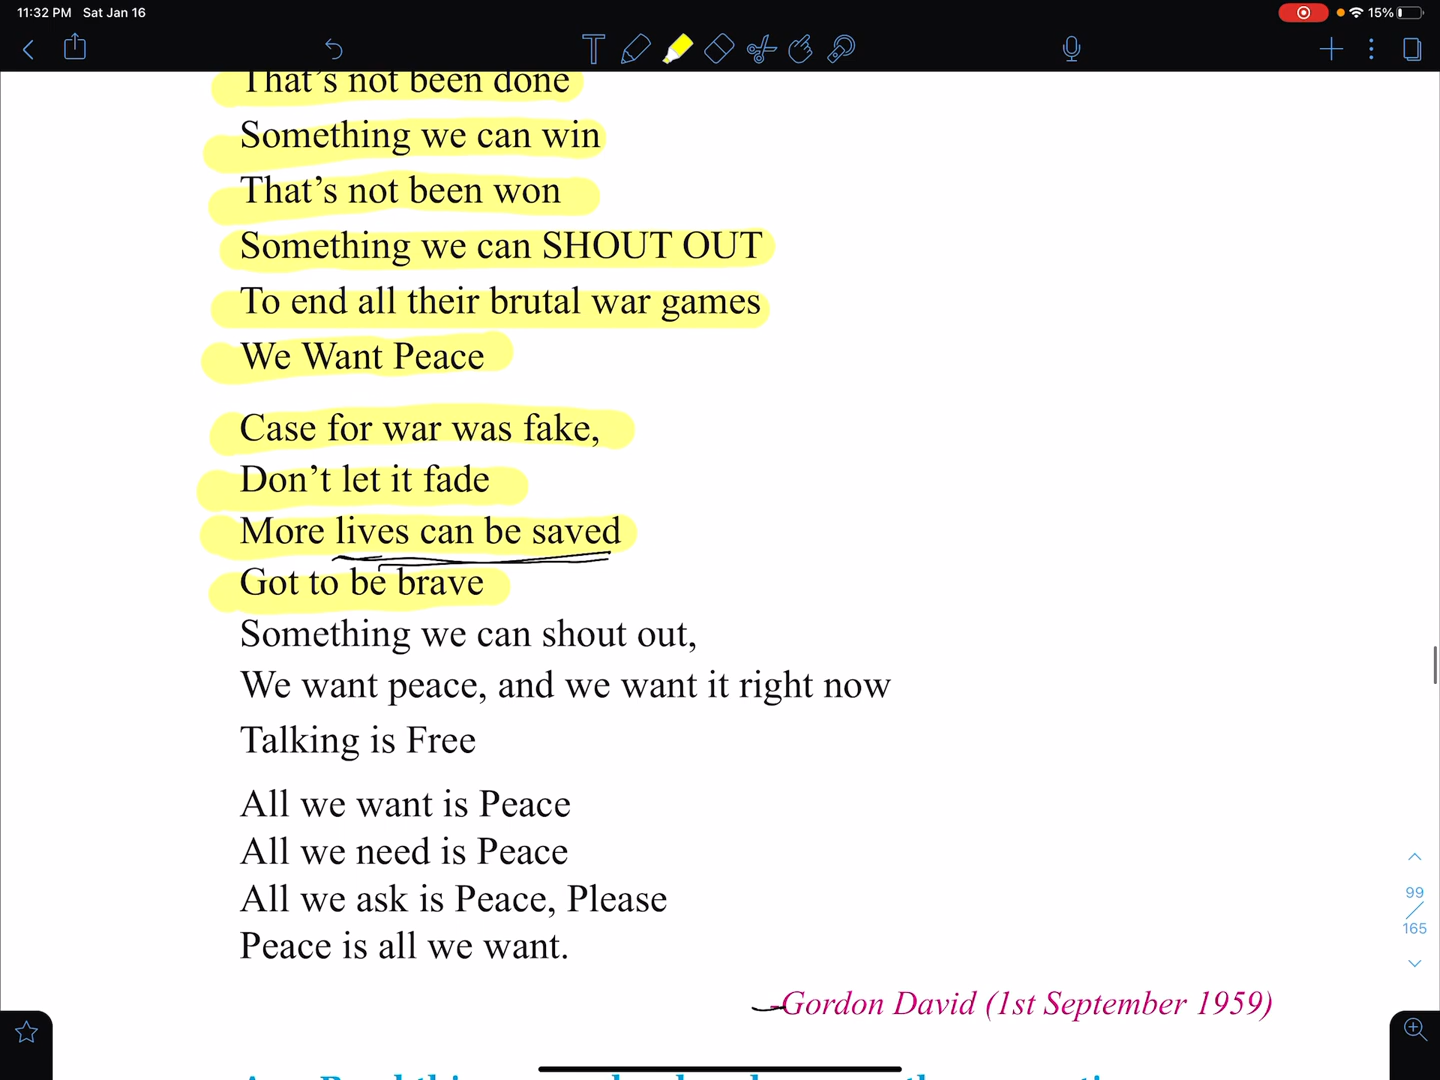 11:32 PM Sat Jan 16
15%
That's not been done
Something we can win
That's not been won
Something we can SHOUT OUT
To end all their brutal war games
We Want Peace
Case for war was fake,
Don't let it fade
More lives can be saved
Got to be brave
Something we can shout out,
We want peace, and we want it right now
Talking is Free
All we want is Peace
All we need is Peace
All we ask is Peace, Please
Peace is all we want.
-Gordon David (1st September 1959)
99
165